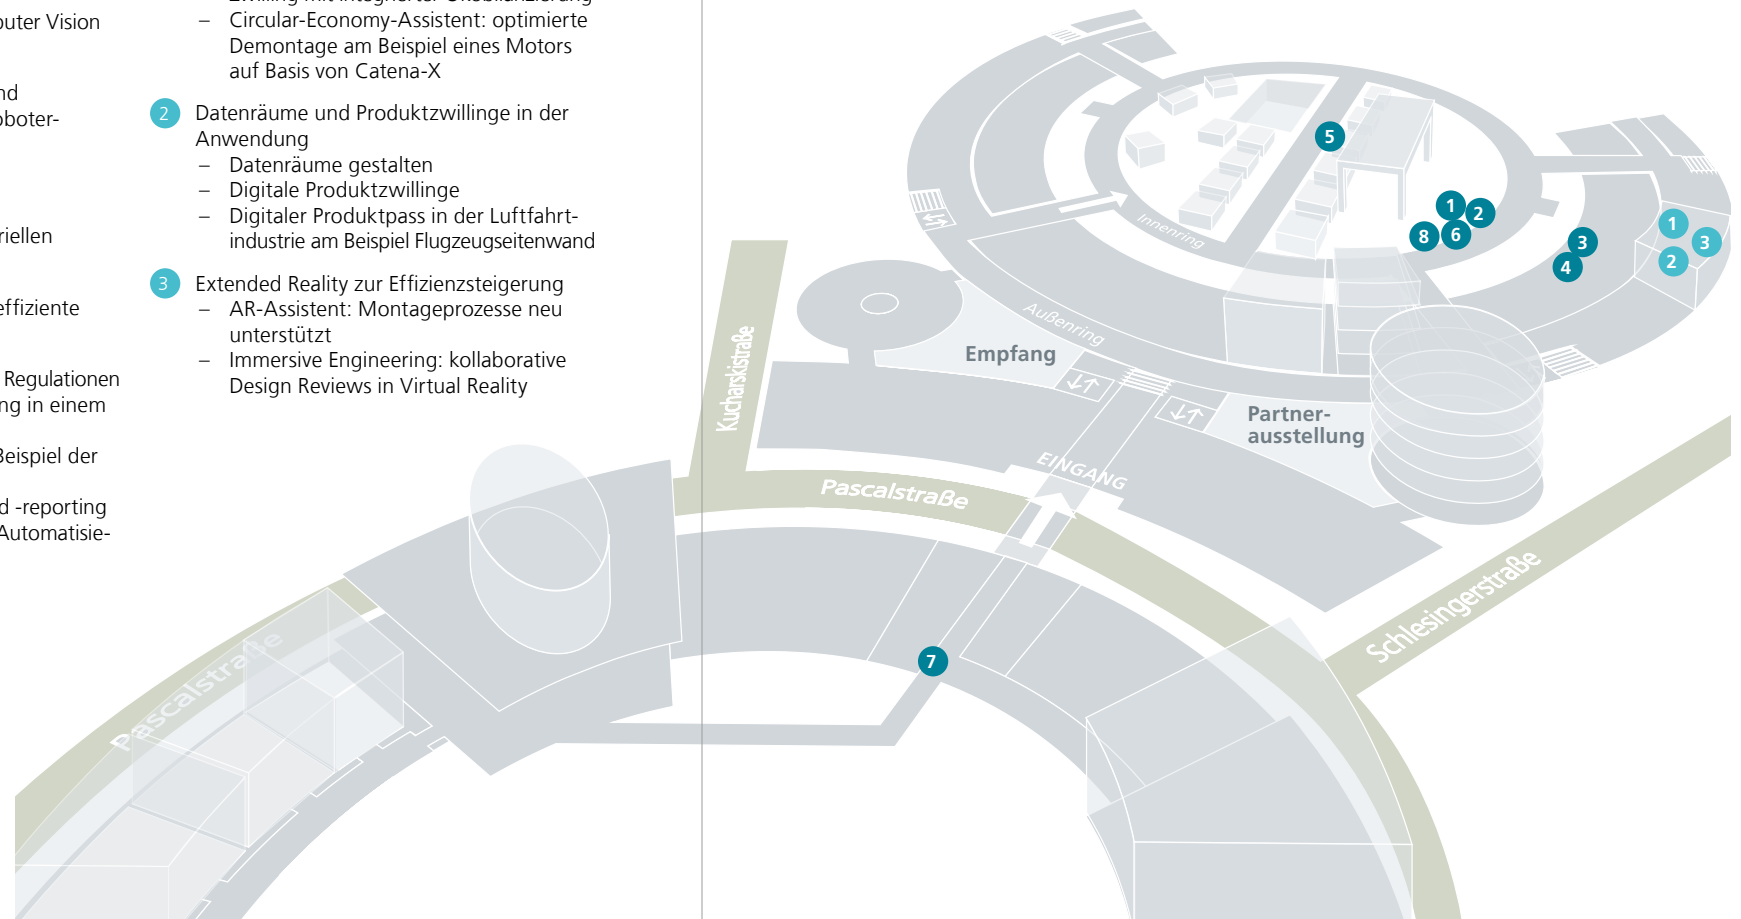 puter Vision
nd
oboter-
riellen
effiziente
Regulationen
ng in einem
Beispiel der
d -reporting
Automatisie-
– Circular-Economy-Assistent: optimierte
Demontage am Beispiel eines Motors
auf Basis von Catena-X
2 Datenräume und Produktzwillinge in der
Anwendung
– Datenräume gestalten
– Digitale Produktzwillinge
– Digitaler Produktpass in der Luftfahrt-
industrie am Beispiel Flugzeugseitenwand
3 Extended Reality zur Effizienzsteigerung
– AR-Assistent: Montageprozesse neu
unterstützt
– Immersive Engineering: kollaborative
Design Reviews in Virtual Reality
5
1
2
8
6
3
4
1
3
2
Innenring
Außenring
Empfang
Partner-
ausstellung
EINGANG
Kucharskistraße
Pascalstraße
Schlesingerstraße
7
Pascalstraße